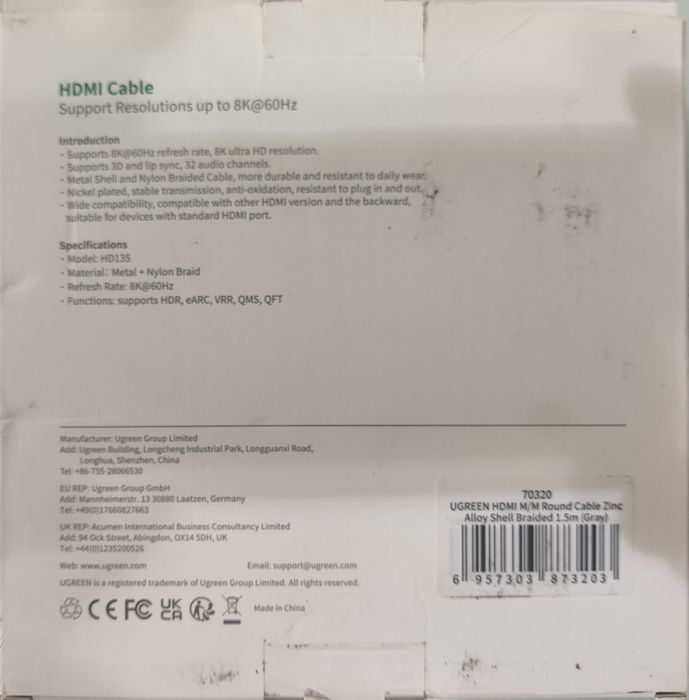 HDMI Cable
Support Resolutions up to 8K@60Hz
Introduction
· Supports 8K@60Hz refresh rate, 8K ultra HD resolution.
· Supports 3D and lip sync, 32 audio channels.
· Metal Shell and Nylon Braided Cable, more durable and resistant to daily wear.
· Nickel plated, stable transmission, anti-oxidation, resistant to plug in and out.
· Wide compatibility, compatible with other HDMI version and the backward,
suitable for devices with standard HDMI port.
Specifications
· Model: HD135
· Material: Metal + Nylon Braid
· Refresh Rate: 8K@60Hz
· Functions: supports HDR, eARC, VRR, QMS, QFT
Manufacturer: Ugreen Group Limited
Add: Ugreen Building, Longcheng Industrial Park, Longguanxi Road,
Longhua, Shenzhen, China
Tel: +86-755-28066530
EU REP: Ugreen Group GmbH
Add: Mannheimerstr. 13 30880 Laatzen, Germany
Tel: +49(0)17660827663
UK REP: Acumen International Business Consultancy Limited
Add: 94 Ock Street, Abingdon, OX14 5DH, UK
Tel: +44(0)1235200526
Web: www.ugreen.com Email: support@ugreen.com
UGREEN is a registered trademark of Ugreen Group Limited. All rights reserved.
CE FC UK CA Made in China
70320
UGREEN HDMI M/M Round Cable Zinc
Alloy Shell Braided 1.5m (Gray)
6 957303 873203